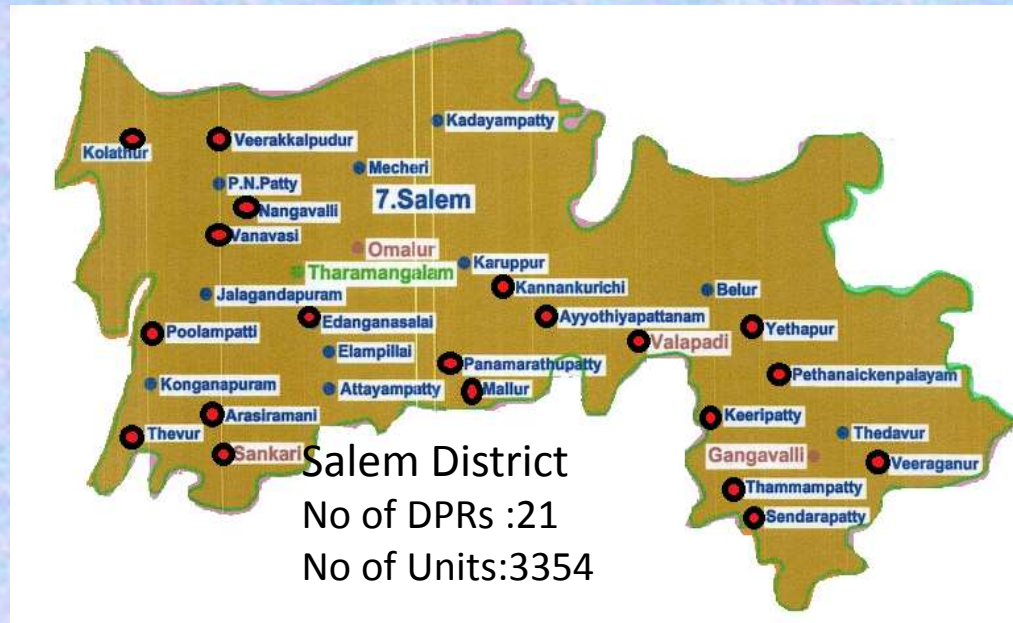 Kadayampatty
Kolathur
Veerakkalpudur
Mecheri
P.N.Patty
7.Salem
Nangavalli
Vanavasi
Omalur
Karuppur
Tharamangalam
Kannankurichi
Jalagandapuram
Belur
Edanganasalai
Ayyothiyapattanam
Poolampatti
Yethapur
Valapadi
Elampillai
Panamarathupatty
Pethanaickenpalayam
Konganapuram
Attayampatty
Mallur
Arasiramani
Keeripatty
Thevur
Thedavur
Sankari
Gangavalli
Veeraganur
Thammampatty
Sendarapatty
Salem District
No of DPRs :21
No of Units:3354